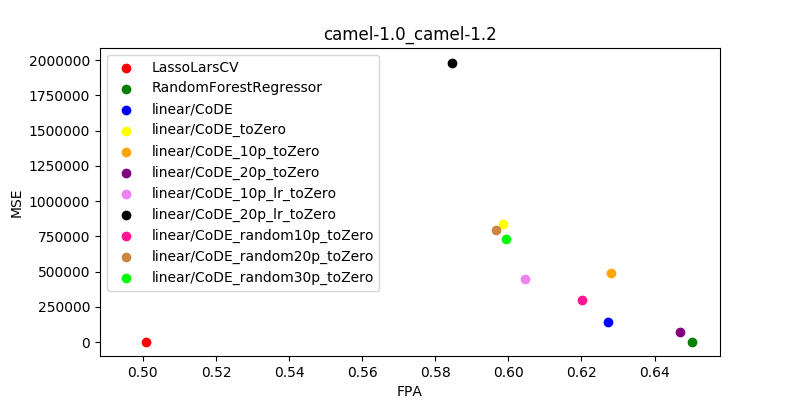 camel-1.0_camel-1.2
MSE
2000000
1750000
1500000
1250000
1000000
750000
500000
250000
0
LassoLarsCV
RandomForestRegressor
linear/CoDE
linear/CoDE_toZero
linear/CoDE_10p_toZero
linear/CoDE_20p_toZero
linear/CoDE_10p_lr_toZero
linear/CoDE_20p_lr_toZero
linear/CoDE_random10p_toZero
linear/CoDE_random20p_toZero
linear/CoDE_random30p_toZero
0.50 0.52 0.54 0.56 0.58 0.60 0.62 0.64
FPA